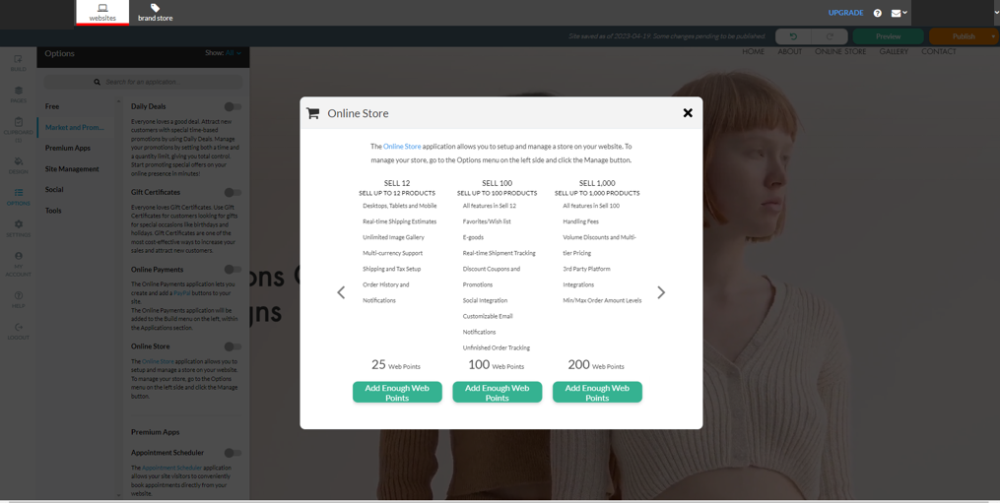 websites
brand store
UPGRADE
Site saved as of 2023-04-19. Some changes pending to be published.
Preview
Publish
Options
Show: All
HOME ABOUT ONLINE STORE GALLERY CONTACT
Search for an application...
BUILD
PAGES
DESIGN
OPTIONS
SETTINGS
MY
ACCOUNT
HELP
LOGOUT
Free
Market and Prom...
Premium Apps
Site Management
Social
Tools
Daily Deals
Everyone loves a good deal. Attract new
customers with special time-based
promotions by using Daily Deals. Manage
your promotions by setting both a time and
a quantity limit, giving you total control.
Start promoting special offers on your
online presence in minutes.
Gift Certificates
Everyone loves Gift Certificates. Use Gift
Certificates for customers looking for gifts
for special occasions like birthdays and
holidays. Gift Certificates are one of the
most cost-effective ways to increase your
sales and attract new customers.
Online Payments
The Online Payments application lets you
create and add a PayPal buttons to your
site.
The Online Payments application will be
added to the Build menu on the left, within
the Applications section.
Online Store
The Online Store application allows you to
setup and manage a store on your website.
To manage your store, go to the Options
menu on the left side and click the Manage
button.
Premium Apps
Appointment Scheduler
The Appointment Scheduler application
allows your site visitors to conveniently
book appointments directly from your
website.
Online Store
The Online Store application allows you to setup and manage a store on your website. To
manage your store, go to the Options menu on the left side and click the Manage button.
SELL 12
SELL UP TO 12 PRODUCTS
Desktops, Tablets and Mobile
Real-time Shipping Estimates
Unlimited Image Gallery
Multi-currency Support
Shipping and Tax Setup
Order History and
Notifications
25 Web Points
Add Enough Web
Points
SELL 100
SELL UP TO 100 PRODUCTS
All features in Sell 12
Favorites/Wish list
E-goods
Real-time Shipment Tracking
Discount Coupons and
Promotions
Social Integration
Customizable Email
Notifications
Unfinished Order Tracking
100 Web Points
Add Enough Web
Points
SELL 1,000
SELL UP TO 1,000 PRODUCTS
All features in Sell 100
Handling Fees
Volume Discounts and Multi-
tier Pricing
3rd Party Platform
Integrations
Min/Max Order Amount Levels
200 Web Points
Add Enough Web
Points